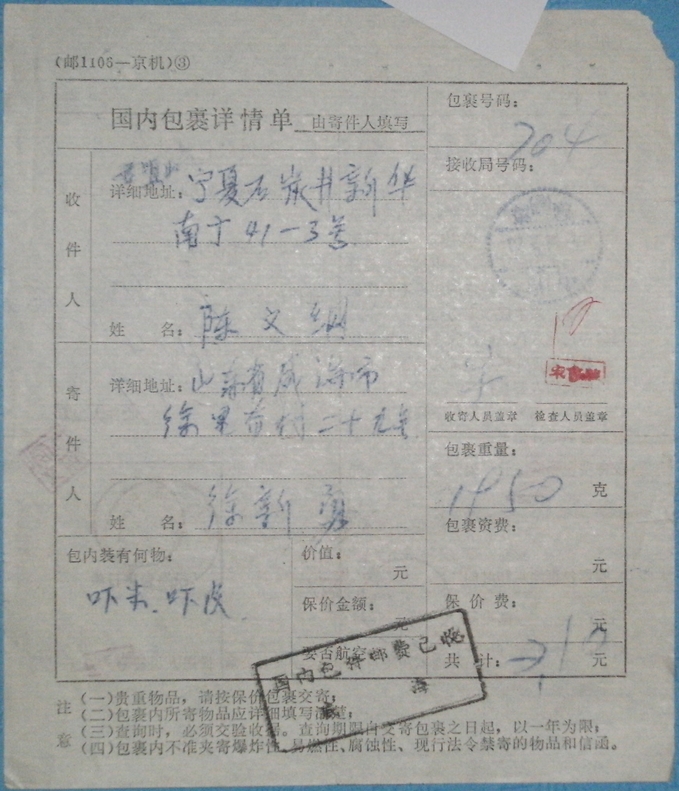 (邮1105—京机)③
国内包裹详情单 由寄件人填写
包裹号码:
704
接收局号码:
收件人
详细地址: 宁夏石炭井新华
南于41-3号
姓 名: 陈文
寄件人
详细地址: 山东省威海市
徐家 村二十九号
姓 名: 徐新勇
收寄人员盖章 检查人员盖章
包裹重量:
1450 克
包裹资费:
元
包内装有何物:
吓米、吓皮
价值:
元
保价金额:
元
要否航空
保价费:
元
共计: 元
国内包件邮费已收
威海
注意
(一)贵重物品,请按保价包裹交寄;
(二)包裹内所寄物品应详细填写清楚;
(三)查询时,必须交验收据。查询期限自交寄包裹之日起,以一年为限;
(四)包裹内不准夹寄爆炸性、易燃性、腐蚀性、现行法令禁寄的物品和信函。